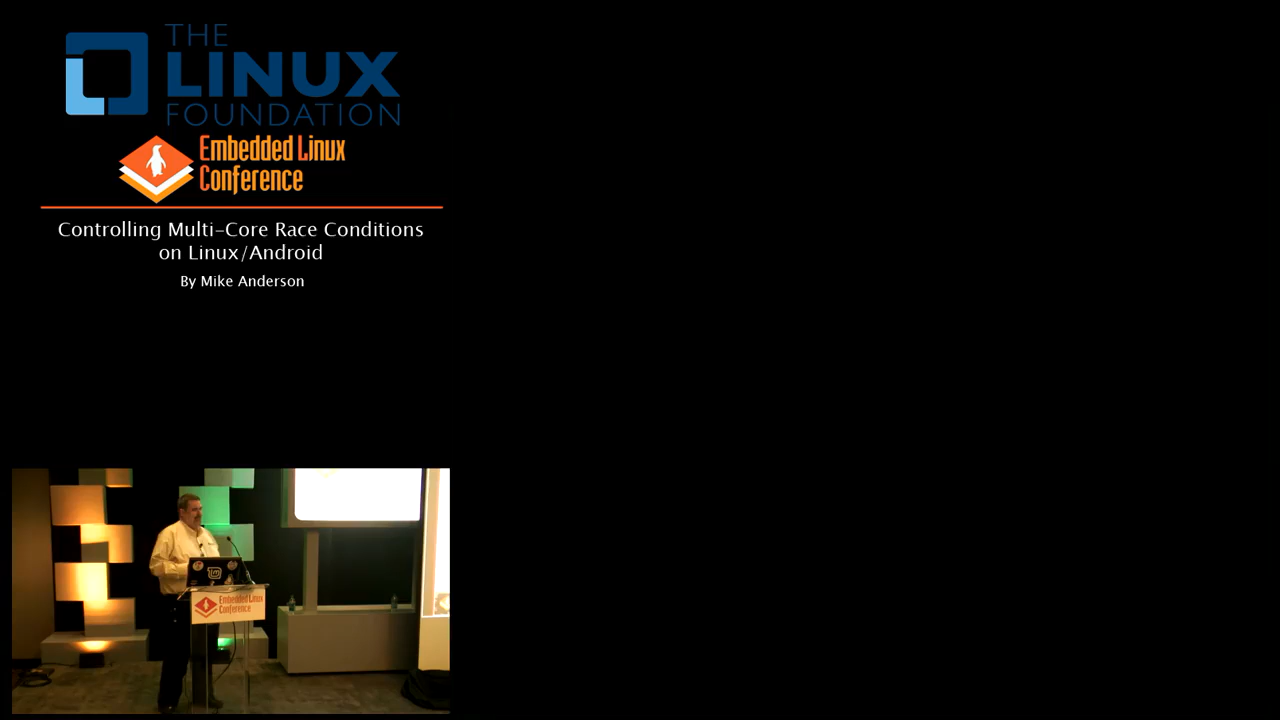 THE
LINUX
FOUNDATION
Embedded Linux
Conference
Controlling Multi-Core Race Conditions
on Linux/Android
By Mike Anderson
Embedded Linux
Conference